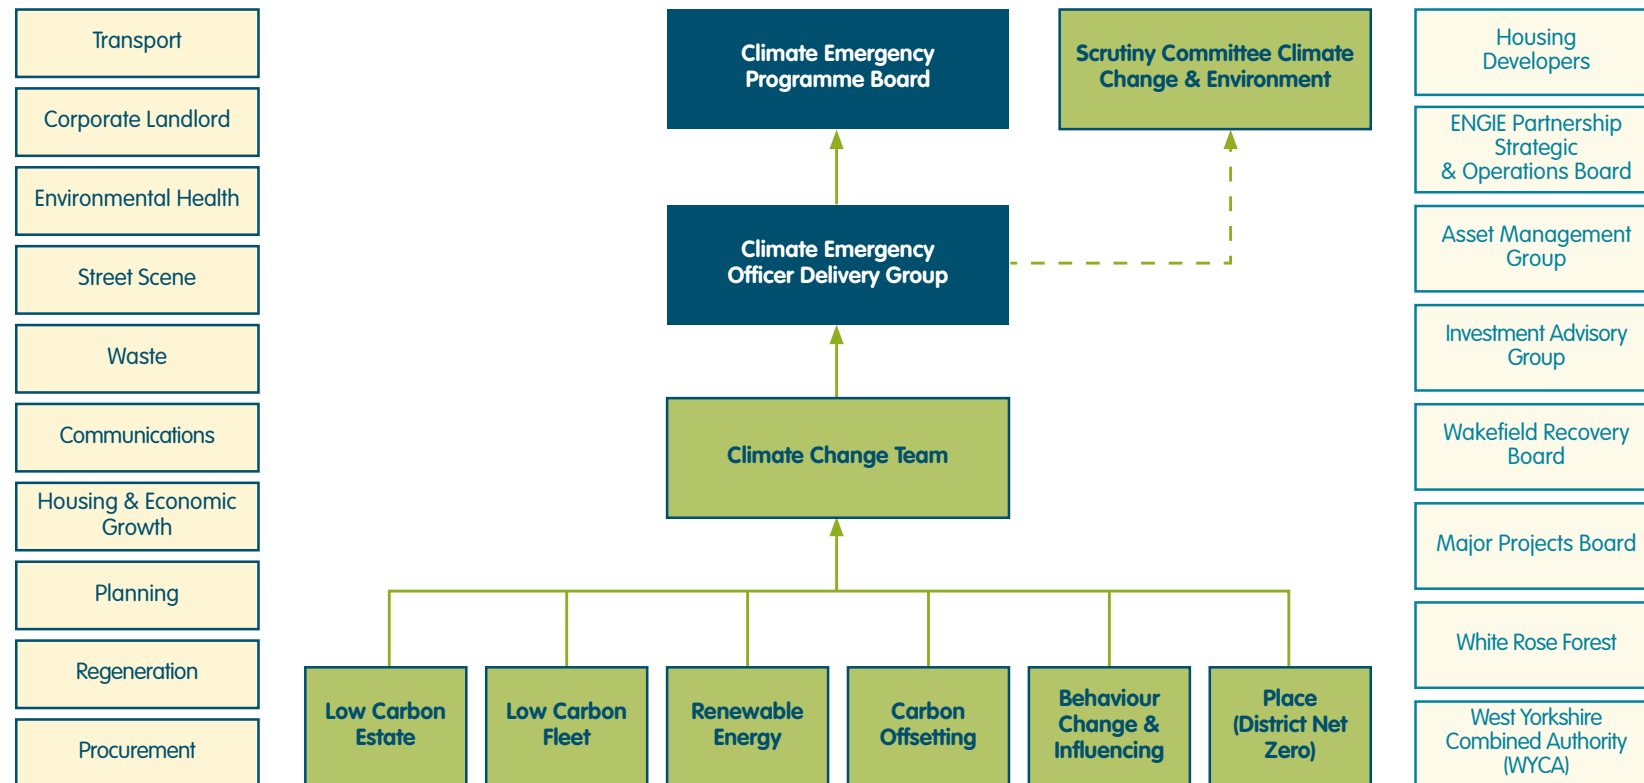 Transport
Corporate Landlord
Environmental Health
Street Scene
Waste
Communications
Housing & Economic
Growth
Planning
Regeneration
Procurement
Climate Emergency
Programme Board
Scrutiny Committee Climate
Change & Environment
Climate Emergency
Officer Delivery Group
Climate Change Team
Low Carbon
Estate
Low Carbon
Fleet
Renewable
Energy
Carbon
Offsetting
Behaviour
Change &
Influencing
Place
(District Net
Zero)
Housing
Developers
ENGIE Partnership
Strategic
& Operations Board
Asset Management
Group
Investment Advisory
Group
Wakefield Recovery
Board
Major Projects Board
White Rose Forest
West Yorkshire
Combined Authority
(WYCA)